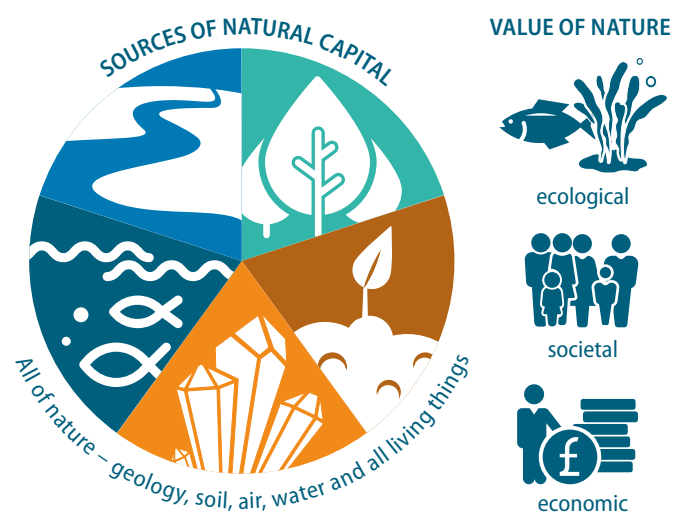 SOURCES OF NATURAL CAPITAL
All of nature – geology, soil, air, water and all living things
VALUE OF NATURE
ecological
societal
£
economic